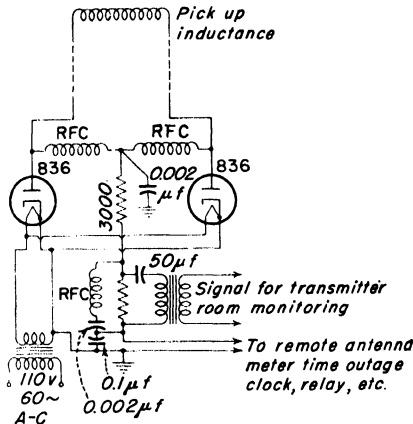 Pick up
inductance
RFC
RFC
836
836
0.002
μf
3000
50μf
RFC
Signal for transmitter
room monitoring
To remote antenna
meter time outage
clock, relay, etc.
110v
60~
A-C
0.1μf
0.002μf